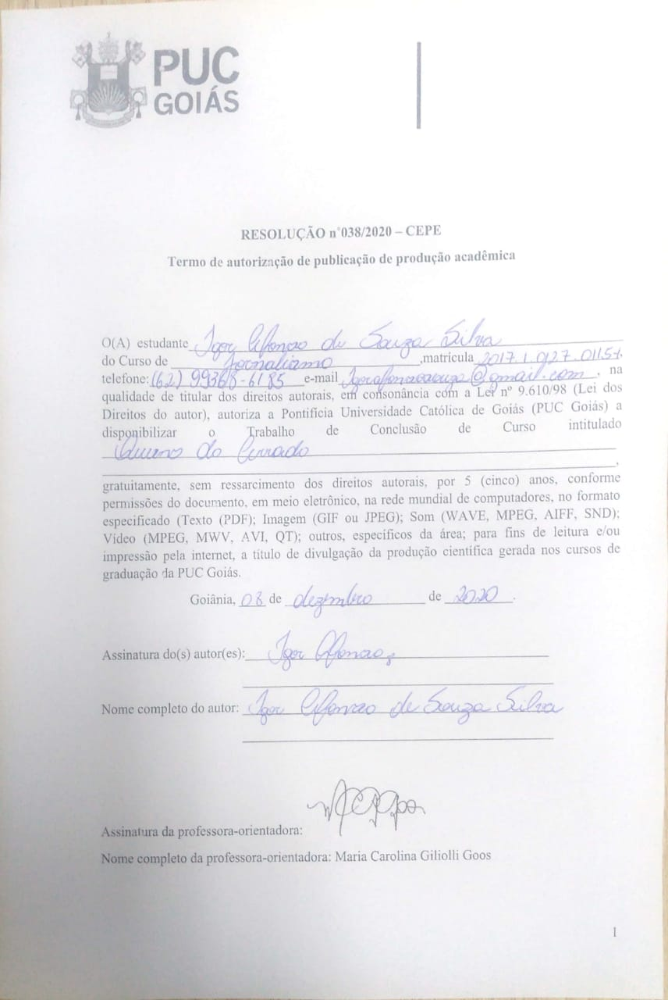 PUC
GOIÁS
RESOLUÇÃO n°038/2020 – CEPE
Termo de autorização de publicação de produção acadêmica
O(A) estudante Igor Afonso de Souza Silva
do Curso de Jornalismo ,matrícula 2017.1.0127.0115-1,
telefone: (62) 99368-6185 e-mail Igorafonsosouza@gmail.com , na
qualidade de titular dos direitos autorais, em consonância com a Lei nº 9.610/98 (Lei dos
Direitos do autor), autoriza a Pontifícia Universidade Católica de Goiás (PUC Goiás) a
disponibilizar o Trabalho de Conclusão de Curso intitulado
do Cerrado
,
gratuitamente, sem ressarcimento dos direitos autorais, por 5 (cinco) anos, conforme
permissões do documento, em meio eletrônico, na rede mundial de computadores, no formato
especificado (Texto (PDF); Imagem (GIF ou JPEG); Som (WAVE, MPEG, AIFF, SND);
Vídeo (MPEG, MWV, AVI, QT); outros, específicos da área; para fins de leitura e/ou
impressão pela internet, a título de divulgação da produção científica gerada nos cursos de
graduação da PUC Goiás.
Goiânia, 08 de dezembro de 2020.
Assinatura do(s) autor(es): Igor Afonso
Nome completo do autor: Igor Afonso de Souza Silva
Assinatura da professora-orientadora:
Nome completo da professora-orientadora: Maria Carolina Giliolli Goos
1